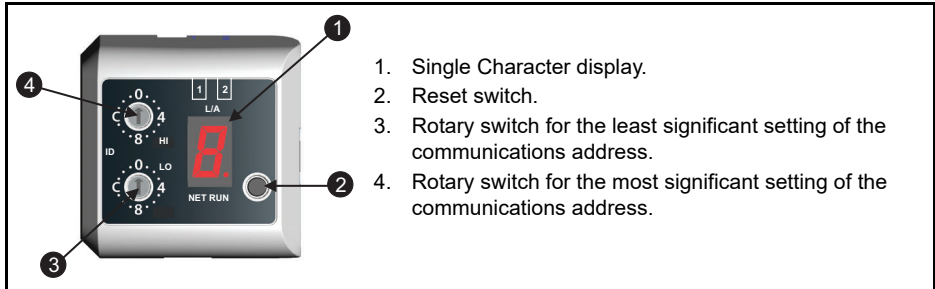 1
4
1 2
L/A
0
C 4
8 HI
ID
0 LO
C 4
8
8.
NET RUN
2
3
1. Single Character display.
2. Reset switch.
3. Rotary switch for the least significant setting of the
communications address.
4. Rotary switch for the most significant setting of the
communications address.